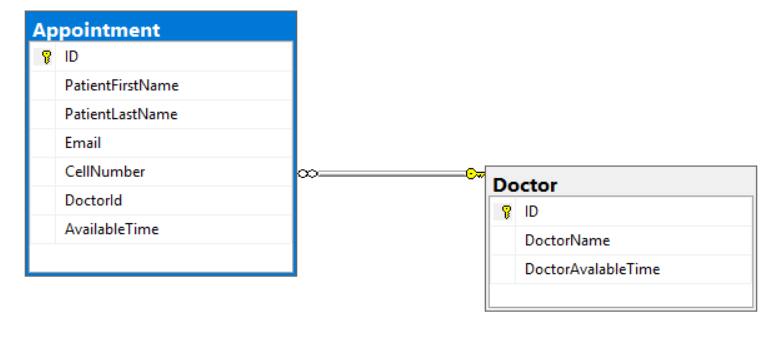 Appointment
ID
PatientFirstName
PatientLastName
Email
CellNumber
DoctorId
AvailableTime
Doctor
ID
DoctorName
DoctorAvalableTime